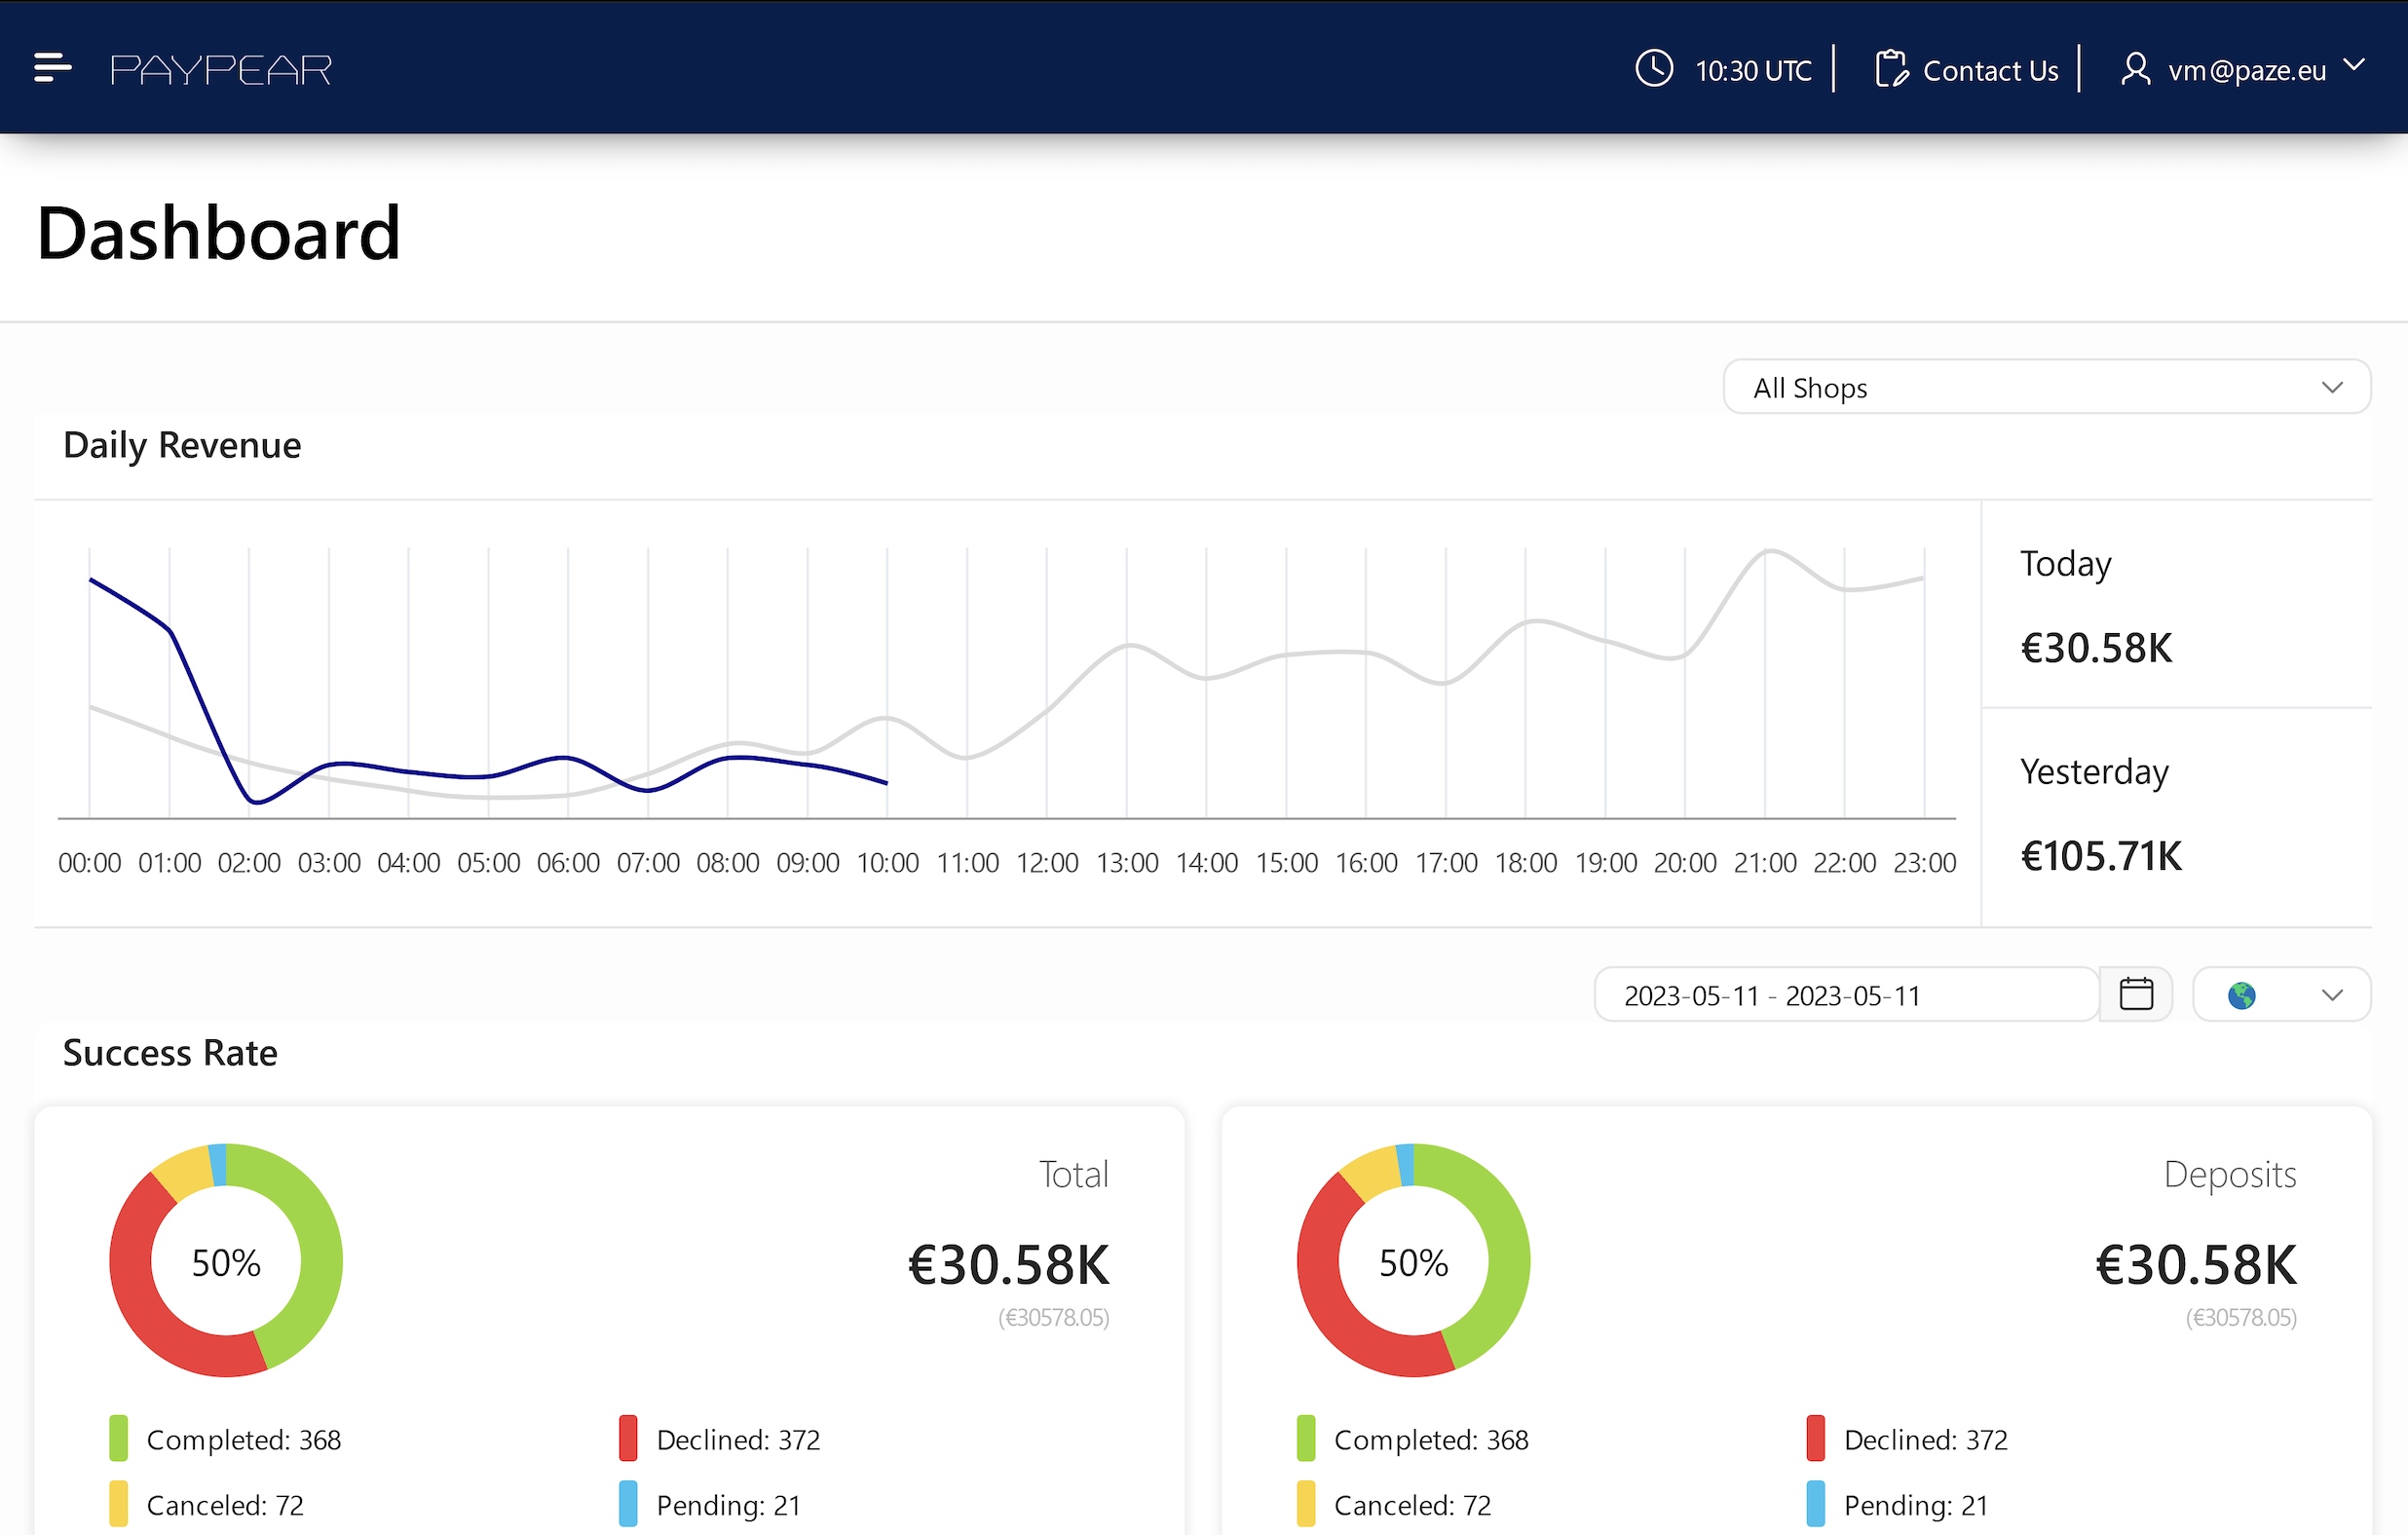 PAYPEAR
10:30 UTC
Contact Us
vm@paze.eu
Dashboard
All Shops
Daily Revenue
Today
€30.58K
Yesterday
€105.71K
00:00 01:00 02:00 03:00 04:00 05:00 06:00 07:00 08:00 09:00 10:00 11:00 12:00 13:00 14:00 15:00 16:00 17:00 18:00 19:00 20:00 21:00 22:00 23:00
2023-05-11 - 2023-05-11
Success Rate
50%
Total
€30.58K
(€30578.05)
Completed: 368
Declined: 372
Canceled: 72
Pending: 21
50%
Deposits
€30.58K
(€30578.05)
Completed: 368
Declined: 372
Canceled: 72
Pending: 21